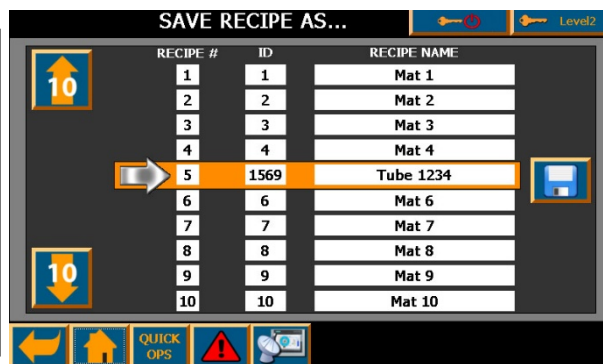 SAVE RECIPE AS...
Level2
RECIPE # ID RECIPE NAME
10
1 1 Mat 1
2 2 Mat 2
3 3 Mat 3
4 4 Mat 4
5 1569 Tube 1234
6 6 Mat 6
7 7 Mat 7
8 8 Mat 8
10
9 9 Mat 9
10 10 Mat 10
QUICK
OPS